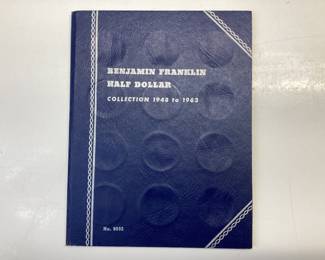 BENJAMIN FRANKLIN
HALF DOLLAR
COLLECTION 1948 to 1963
No. 9032